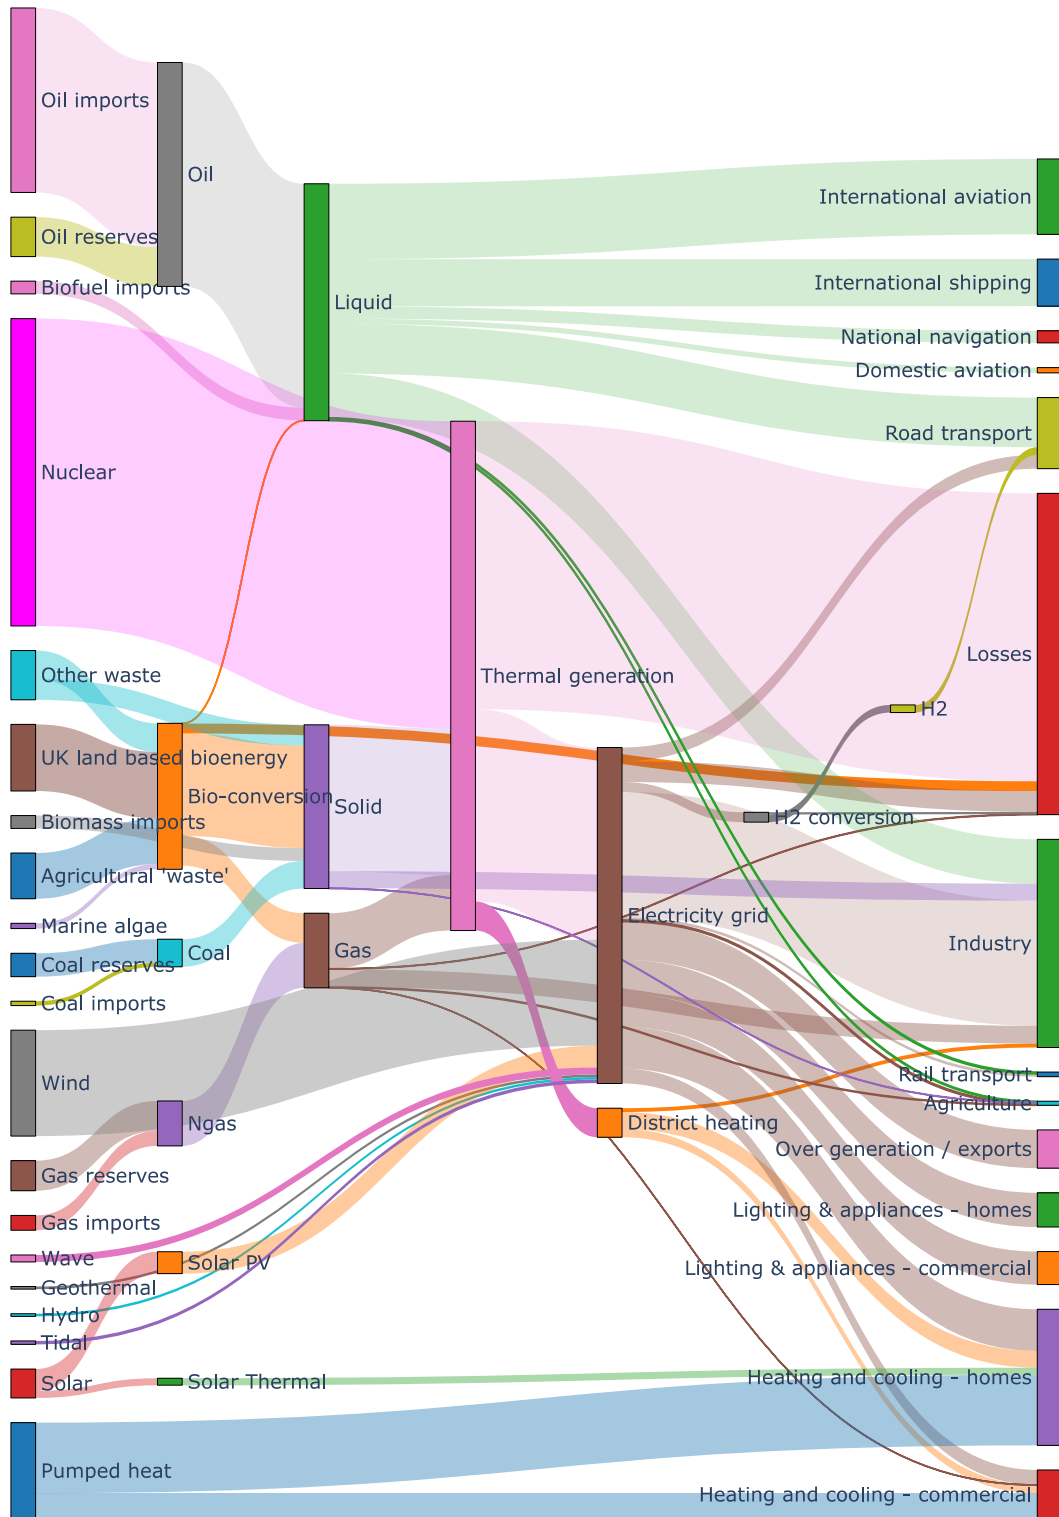 Oil imports
Oil
Oil reserves
Biofuel imports
Nuclear
Other waste
UK land based bioenergy
Bio-conversion
Biomass imports
Agricultural 'waste'
Marine algae
Coal
Coal reserves
Coal imports
Wind
Ngas
Gas reserves
Gas imports
Wave
Solar PV
Geothermal
Hydro
Tidal
Solar
Solar Thermal
Pumped heat
Liquid
Solid
Gas
Thermal generation
Electricity grid
District heating
H2 conversion
H2
International aviation
International shipping
National navigation
Domestic aviation
Road transport
Losses
Industry
Rail transport
Agriculture
Over generation / exports
Lighting & appliances - homes
Lighting & appliances - commercial
Heating and cooling - homes
Heating and cooling - commercial